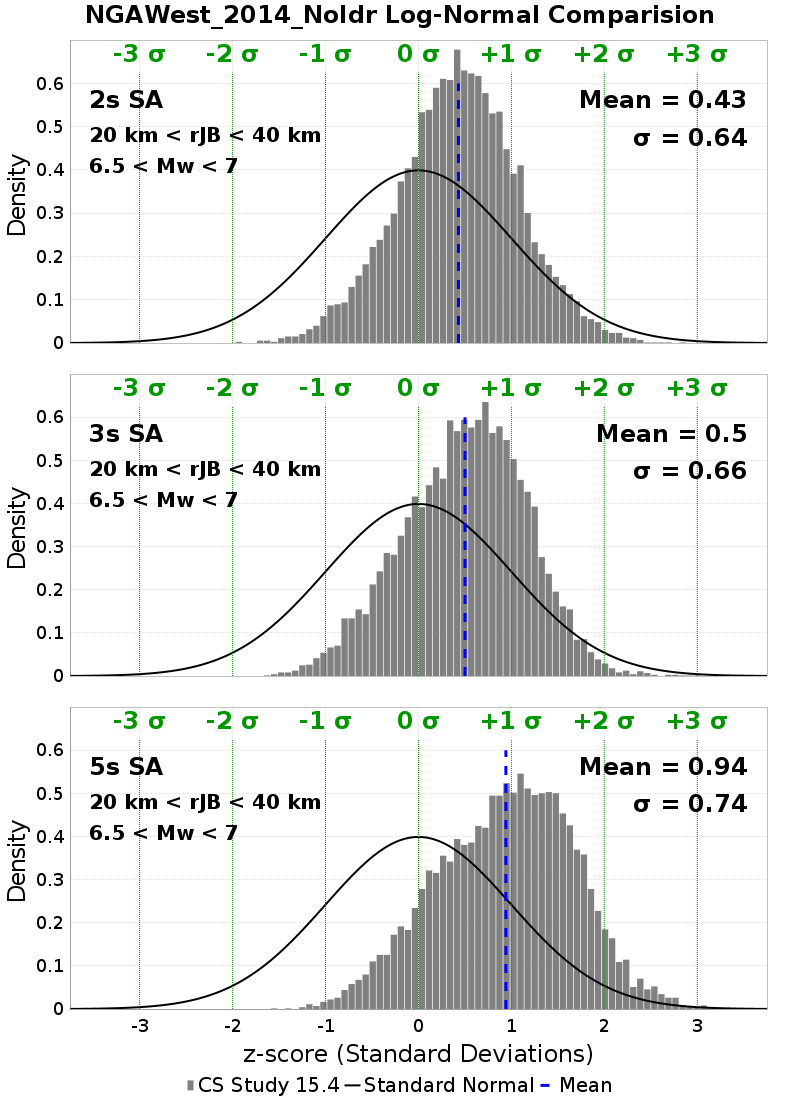 NGAWest_2014_NoIdr Log-Normal Comparision
-3 σ -2 σ -1 σ 0 σ +1 σ +2 σ +3 σ
0.6
2s SA Mean = 0.43
0.5
20 km < rJB < 40 km σ = 0.64
6.5 < Mw < 7
0.4
Density
0.3
0.2
0.1
0
-3 σ -2 σ -1 σ 0 σ +1 σ +2 σ +3 σ
0.6
3s SA Mean = 0.5
0.5
20 km < rJB < 40 km σ = 0.66
6.5 < Mw < 7
0.4
Density
0.3
0.2
0.1
0
-3 σ -2 σ -1 σ 0 σ +1 σ +2 σ +3 σ
0.6
5s SA Mean = 0.94
0.5
20 km < rJB < 40 km σ = 0.74
6.5 < Mw < 7
0.4
Density
0.3
0.2
0.1
0
-3 -2 -1 0 1 2 3
z-score (Standard Deviations)
CS Study 15.4 Standard Normal Mean